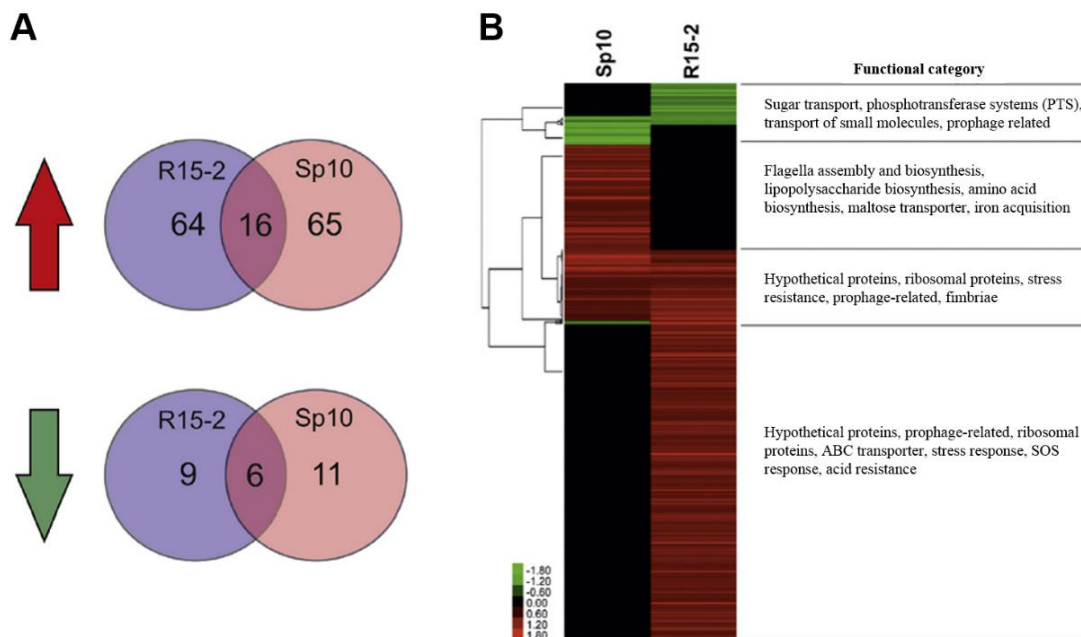 A
R15-2
Sp10
64
16
65
R15-2
Sp10
9
6
11
B
Sp10
R15-2
Functional category
Sugar transport, phosphotransferase systems (PTS),
transport of small molecules, prophage related
Flagella assembly and biosynthesis,
lipopolysaccharide biosynthesis, amino acid
biosynthesis, maltose transporter, iron acquisition
Hypothetical proteins, ribosomal proteins, stress
resistance, prophage-related, fimbriae
Hypothetical proteins, prophage-related, ribosomal
proteins, ABC transporter, stress response, SOS
response, acid resistance
-1.80
-1.20
-0.60
0.00
0.60
1.20
1.80